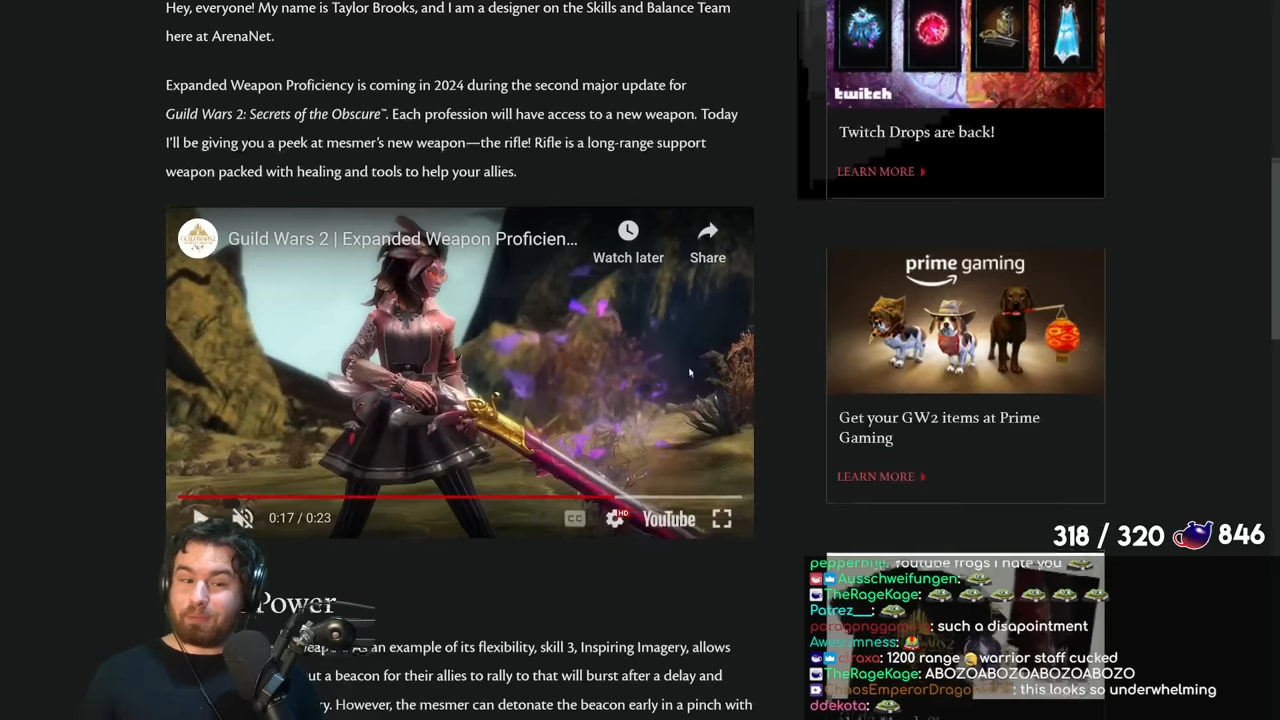 Hey, everyone! My name is Taylor Brooks, and I am a designer on the Skills and Balance Team
here at ArenaNet.
Expanded Weapon Proficiency is coming in 2024 during the second major update for
Guild Wars 2: Secrets of the Obscure™. Each profession will have access to a new weapon. Today
I'll be giving you a peek at mesmer's new weapon—the rifle! Rifle is a long-range support
weapon packed with healing and tools to help your allies.
Guild Wars 2 | Expanded Weapon Proficien...
Watch later
Share
0:17 / 0:23
CC
HD
YouTube
Power
an example of its flexibility, skill 3, Inspiring Imagery, allows
a beacon for their allies to rally to that will burst after a delay and
However, the mesmer can detonate the beacon early in a pinch with
twitch
Twitch Drops are back!
LEARN MORE
prime gaming
Get your GW2 items at Prime
Gaming
LEARN MORE
318 / 320 846
youtube frogs I hate you
Ausschweifungen:
TheRageKage:
Patrez__:
: such a disapointment
Awesomness:
: 1200 range warrior staff cucked
TheRageKage: ABOZOABOZOABOZOABOZOABOZO
: this looks so underwhelming
ddekota: